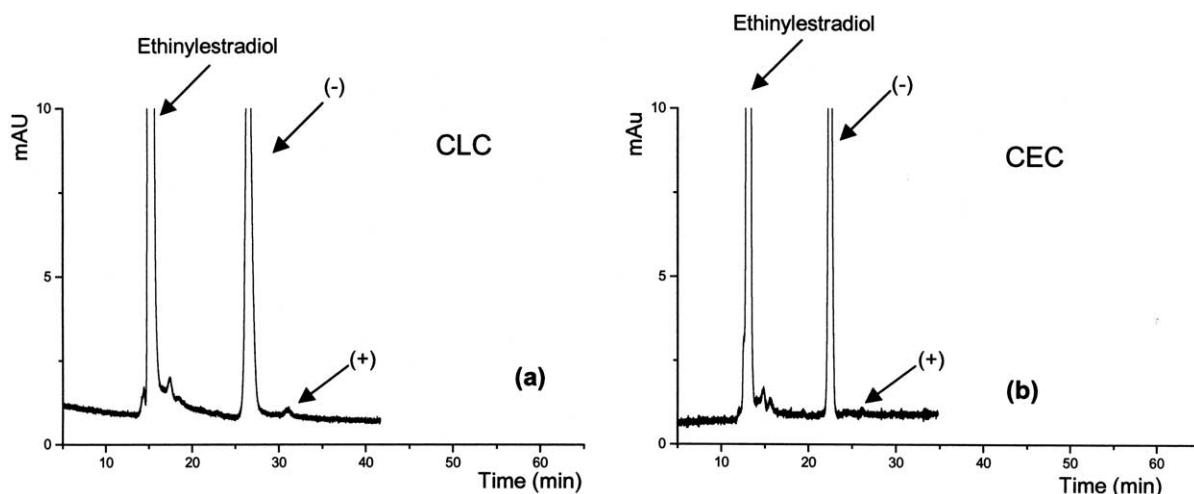 Ethinylestradiol
(-)
10
mAU
CLC
5
(+)
(a)
0
10 20 30 40 50 60
Time (min)
Ethinylestradiol
(-)
10
mAu
CEC
5
(+)
(b)
0
10 20 30 40 50 60
Time (min)